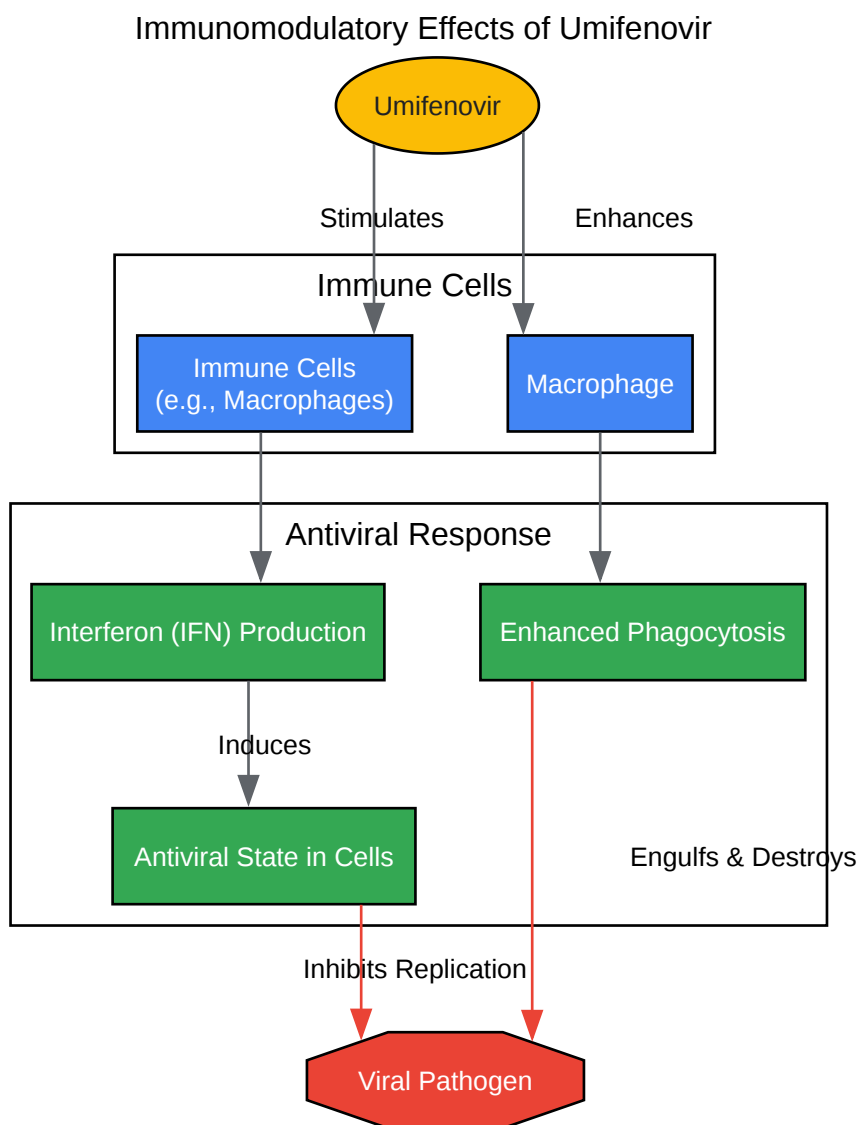 Immunomodulatory Effects of Umifenovir
Umifenovir
Stimulates
Enhances
Immune Cells
Immune Cells
(e.g., Macrophages)
Macrophage
Antiviral Response
Interferon (IFN) Production
Enhanced Phagocytosis
Induces
Antiviral State in Cells
Engulfs & Destroys
Inhibits Replication
Viral Pathogen